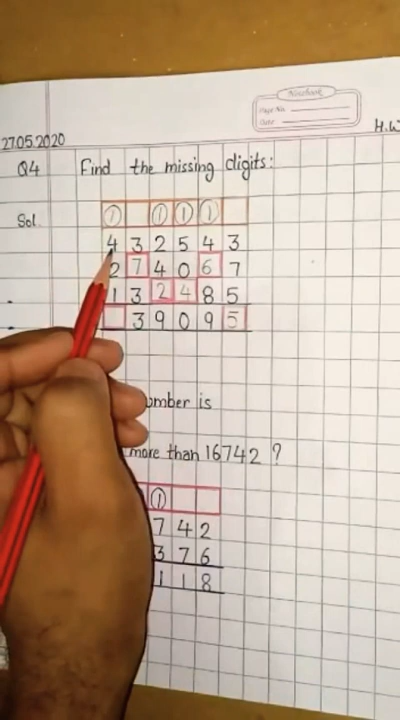 Notebook
Page No.
Date
H.W
27.05.2020
Q4 Find the missing digits:
Sol. 1 1 1 1
4 3 2 5 4 3
2 7 4 0 6 7
1 3 2 4 8 5
3 9 0 9 5
is
more than 16742 ?
1
7 4 2
3 7 6
1 1 8